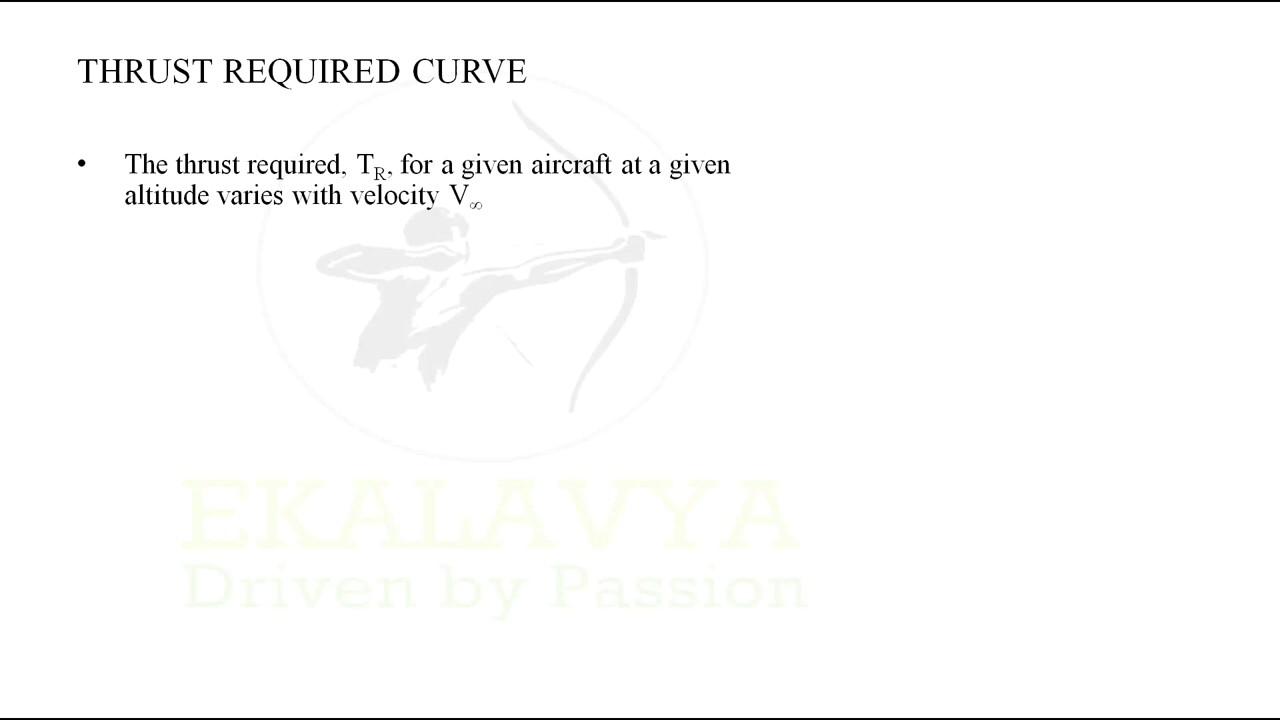 THRUST REQUIRED CURVE
• The thrust required, T_R, for a given aircraft at a given
altitude varies with velocity V_∞
EKALAVYA
Driven by Passion